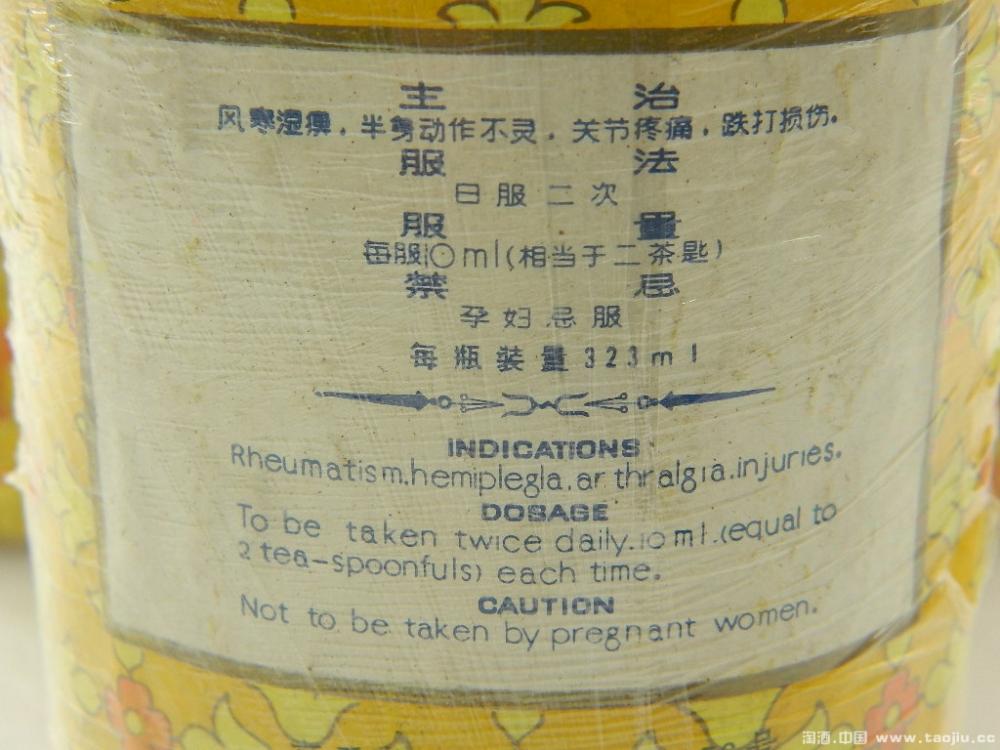 主 治
风寒湿痹，半身动作不灵，关节疼痛，跌打损伤。
服 法
日服二次
服 量
每服10ml(相当于二茶匙)
禁 忌
孕妇忌服
每瓶装量323ml
INDICATIONS
Rheumatism.hemiplegla.ar thralgia.injuries.
DOSAGE
To be taken twice daily.10ml.(equal to
2 tea-spoonfuls) each time.
CAUTION
Not to be taken by pregnant women.
淘酒.中国 www.taojiu.cc